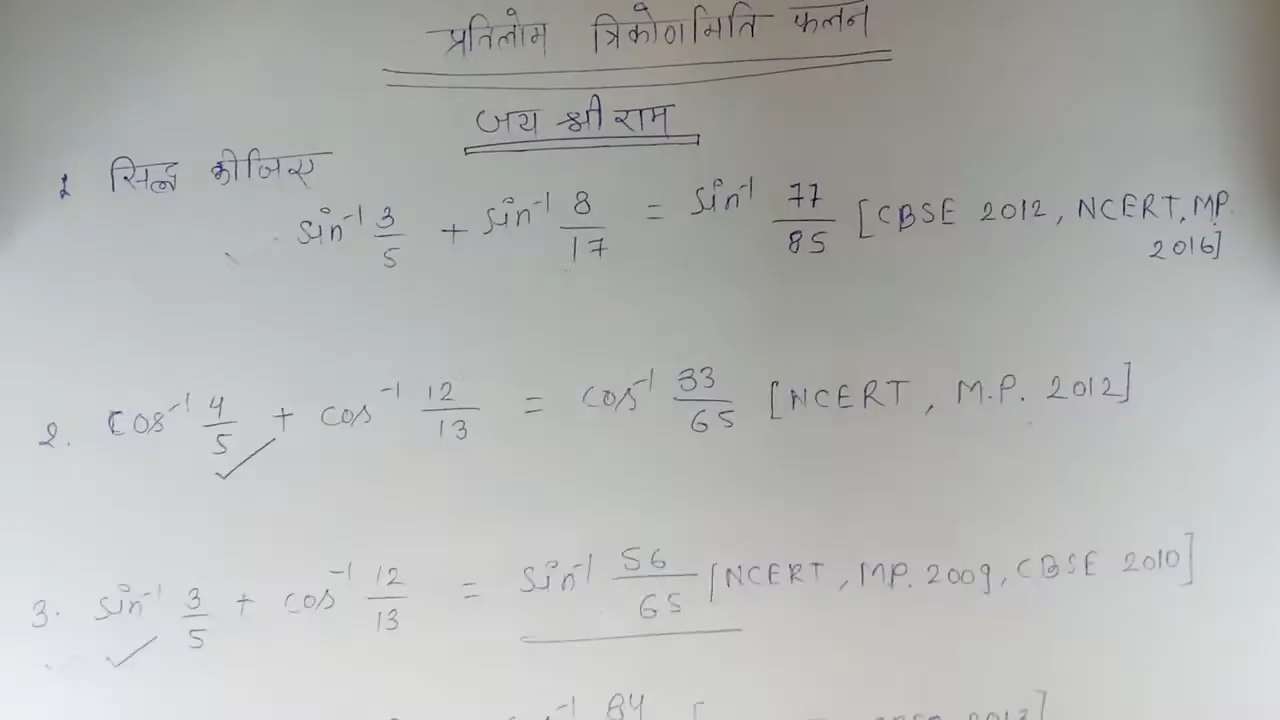 प्रतिलोम त्रिकोणमिति फलन
जय श्री राम
1 सिद्ध कीजिए
sin⁻¹ 3/5 + sin⁻¹ 8/17 = sin⁻¹ 77/85 [CBSE 2012, NCERT, MP. 2016]
2. cos⁻¹ 4/5 + cos⁻¹ 12/13 = cos⁻¹ 33/65 [NCERT, M.P. 2012]
3. sin⁻¹ 3/5 + cos⁻¹ 12/13 = sin⁻¹ 56/65 [NCERT, MP. 2009, CBSE 2010]
84